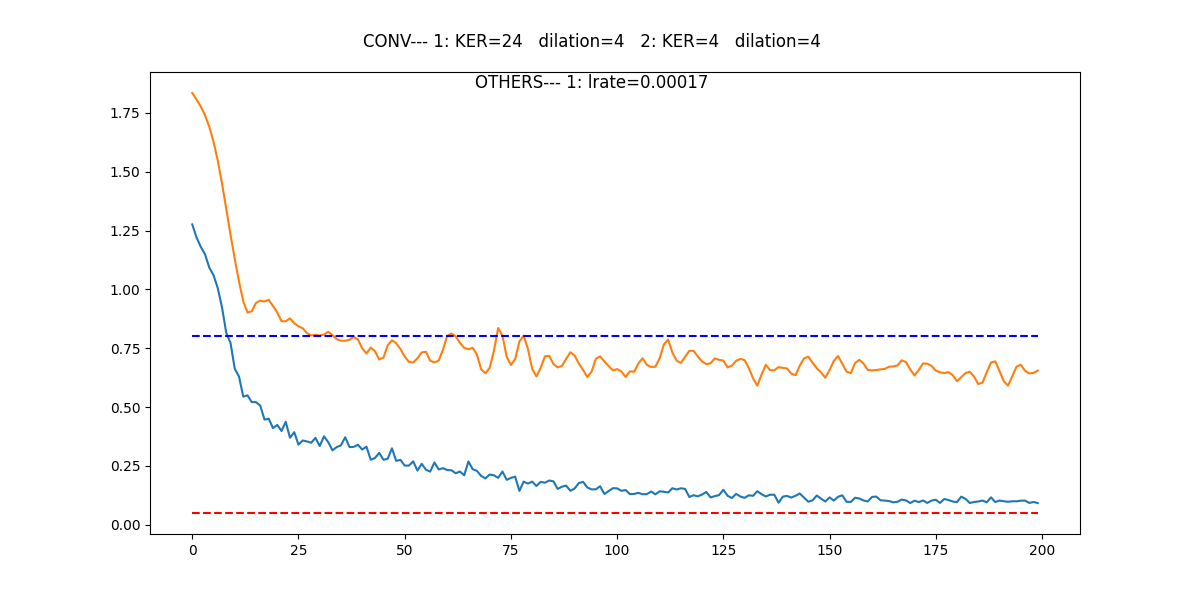 CONV--- 1: KER=24   dilation=4   2: KER=4   dilation=4
OTHERS--- 1: lrate=0.00017
1.75
1.50
1.25
1.00
0.75
0.50
0.25
0.00
0 25 50 75 100 125 150 175 200